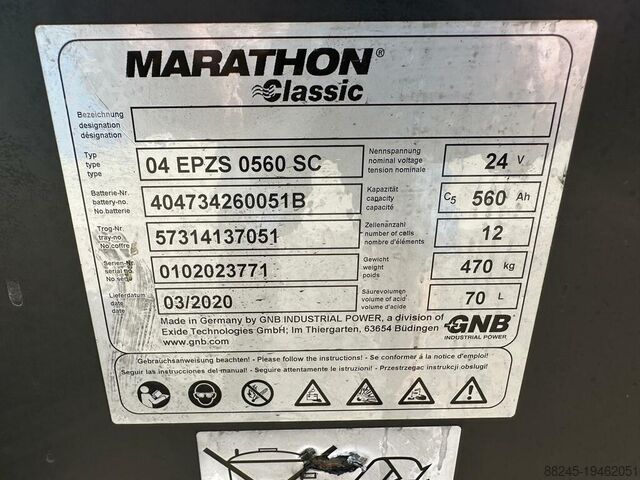 MARATHON®
Classic
Bezeichnung
designation
désignation
Typ
type
type
04 EPZS 0560 SC
Nennspannung
nominal voltage
tension nominale
24 V
Batterie-Nr.
battery-no.
No.batterie
404734260051B
Kapazität
capacity
capacité
C5 560 Ah
Trog-Nr.
tray-no.
No.coffre
57314137051
Zellenanzahl
number of cells
nombre d'éléments
12
Serien-Nr.
serial no.
No.serie
0102023771
Gewicht
weight
poids
470 kg
Lieferdatum
date
date
03/2020
Säurevolumen
volume of acid
volume d'acide
70 L
Made in Germany by GNB INDUSTRIAL POWER, a division of
Exide Technologies GmbH; Im Thiergarten, 63654 Büdingen
www.gnb.com
GNB
INDUSTRIAL POWER
Gebrauchsanweisung beachten! - Please follow the instructions! - Se conformer à la notice d'emploi!
Seguir las instrucciones del manual! - Seguire attentamente le istruzioni! - Przestrzegac instrukcji obslugi!
88245-19462051